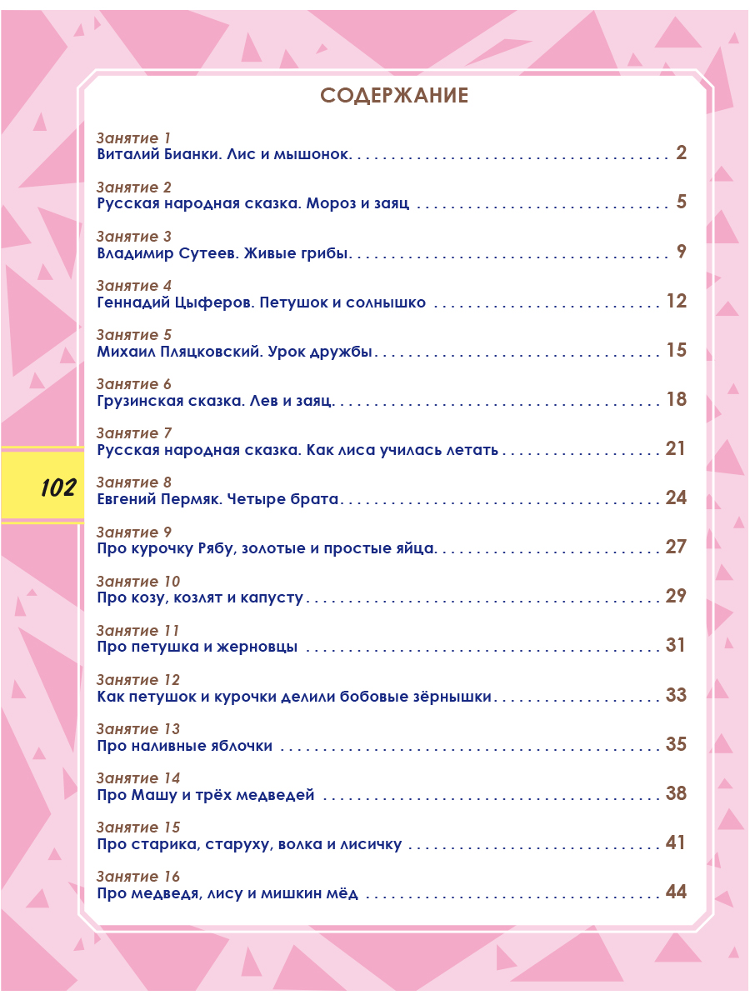 СОДЕРЖАНИЕ
Занятие 1
Виталий Бианки. Лис и мышонок. . . . . . . . . . . . . . . . . . . . . . . . . . . . . . . . . . . . . . 2
Занятие 2
Русская народная сказка. Мороз и заяц . . . . . . . . . . . . . . . . . . . . . . . . . . . . . . 5
Занятие 3
Владимир Сутеев. Живые грибы. . . . . . . . . . . . . . . . . . . . . . . . . . . . . . . . . . . . . . 9
Занятие 4
Геннадий Цыферов. Петушок и солнышко . . . . . . . . . . . . . . . . . . . . . . . . . . . 12
Занятие 5
Михаил Пляцковский. Урок дружбы. . . . . . . . . . . . . . . . . . . . . . . . . . . . . . . . . . 15
Занятие 6
Грузинская сказка. Лев и заяц. . . . . . . . . . . . . . . . . . . . . . . . . . . . . . . . . . . . . . . 18
Занятие 7
Русская народная сказка. Как лиса училась летать . . . . . . . . . . . . . . . . . . . 21
102
Занятие 8
Евгений Пермяк. Четыре брата. . . . . . . . . . . . . . . . . . . . . . . . . . . . . . . . . . . . . . 24
Занятие 9
Про курочку Рябу, золотые и простые яйца. . . . . . . . . . . . . . . . . . . . . . . . . . . 27
Занятие 10
Про козу, козлят и капусту . . . . . . . . . . . . . . . . . . . . . . . . . . . . . . . . . . . . . . . . . . 29
Занятие 11
Про петушка и жерновцы . . . . . . . . . . . . . . . . . . . . . . . . . . . . . . . . . . . . . . . . . . 31
Занятие 12
Как петушок и курочки делили бобовые зёрнышки. . . . . . . . . . . . . . . . . . . . 33
Занятие 13
Про наливные яблочки . . . . . . . . . . . . . . . . . . . . . . . . . . . . . . . . . . . . . . . . . . . . . 35
Занятие 14
Про Машу и трёх медведей . . . . . . . . . . . . . . . . . . . . . . . . . . . . . . . . . . . . . . . . 38
Занятие 15
Про старика, старуху, волка и лисичку . . . . . . . . . . . . . . . . . . . . . . . . . . . . . . 41
Занятие 16
Про медведя, лису и мишкин мёд . . . . . . . . . . . . . . . . . . . . . . . . . . . . . . . . . . . 44